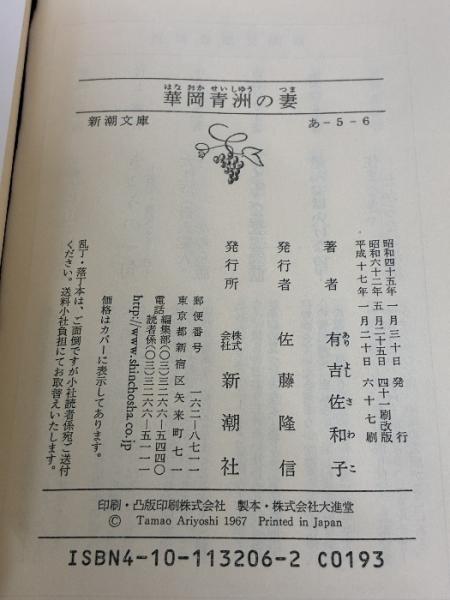 はなおかせいしゅう つま
華岡青洲の妻
新潮文庫 あ-5-6
昭和四十五年一月三十日発行
昭和六十二年五月二十五日四十一刷改版
平成十七年一月二十日六十七刷
著者 有吉佐和子
ありよしさわこ
発行者 佐藤隆信
発行所 株式会社新潮社
郵便番号 一六二―八七一一
東京都新宿区矢来町七一
電話 編集部(〇三)三二六六―五四四〇
読者係(〇三)三二六六―五一一一
http://www.shinchosha.co.jp
価格はカバーに表示してあります。
乱丁・落丁本は、ご面倒ですが小社読者係宛ご送付
ください。送料小社負担にてお取替えいたします。
印刷・凸版印刷株式会社 製本・株式会社大進堂
© Tamao Ariyoshi 1967 Printed in Japan
ISBN4-10-113206-2 C0193